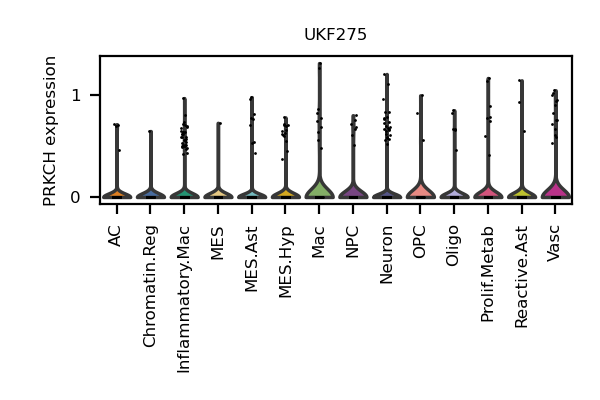 UKF275
PRKCH expression
1
0
AC
Chromatin.Reg
Inflammatory.Mac
MES
MES.Ast
MES.Hyp
Mac
NPC
Neuron
OPC
Oligo
Prolif.Metab
Reactive.Ast
Vasc